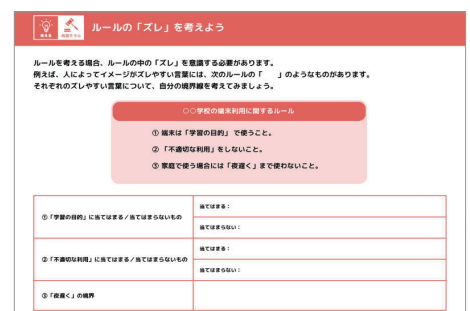 ルールの「ズレ」を考えよう
ルールを考える場合、ルールの中の「ズレ」を意識する必要があります。
例えば、人によってイメージがズレやすい言葉には、次のルールの「　　」のようなものがあります。
それぞれのズレやすい言葉について、自分の境界線を考えてみましょう。
○○学校の端末利用に関するルール
① 端末は「学習の目的」で使うこと。
② 「不適切な利用」をしないこと。
③ 家庭で使う場合には「夜遅く」まで使わないこと。
①「学習の目的」に当てはまる／当てはまらないもの
当てはまる：
当てはまらない：
②「不適切な利用」に当てはまる／当てはまらないもの
当てはまる：
当てはまらない：
③「夜遅く」の境界